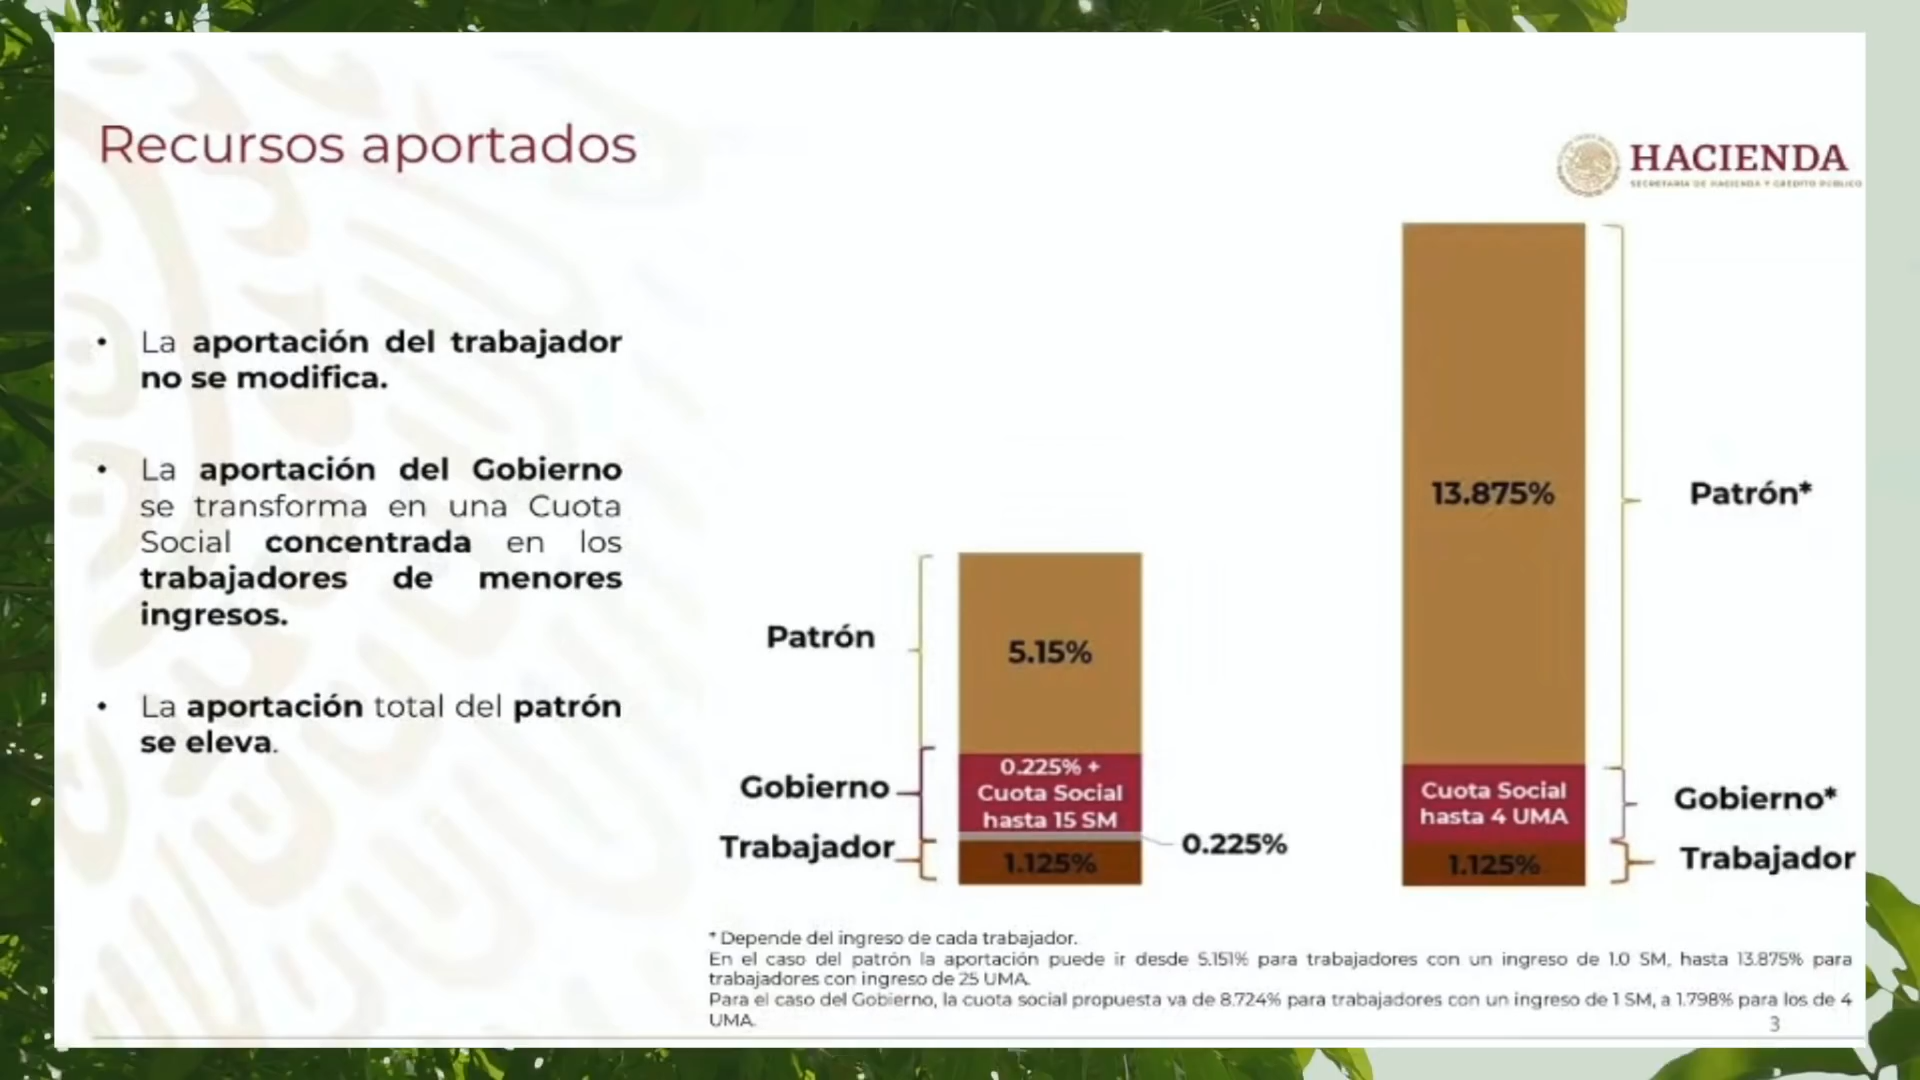 Recursos aportados
HACIENDA
SECRETARÍA DE HACIENDA Y CRÉDITO PÚBLICO
• La aportación del trabajador
no se modifica.
• La aportación del Gobierno
se transforma en una Cuota
Social concentrada en los
trabajadores de menores
ingresos.
• La aportación total del patrón
se eleva.
Patrón
5.15%
Gobierno
0.225% +
Cuota Social
hasta 15 SM
Trabajador
0.225%
1.125%
13.875%
Patrón*
Cuota Social
hasta 4 UMA
Gobierno*
1.125%
Trabajador
* Depende del ingreso de cada trabajador.
En el caso del patrón la aportación puede ir desde 5.151% para trabajadores con un ingreso de 1.0 SM, hasta 13.875% para
trabajadores con ingreso de 25 UMA.
Para el caso del Gobierno, la cuota social propuesta va de 8.724% para trabajadores con un ingreso de 1 SM, a 1.798% para los de 4
UMA.
3